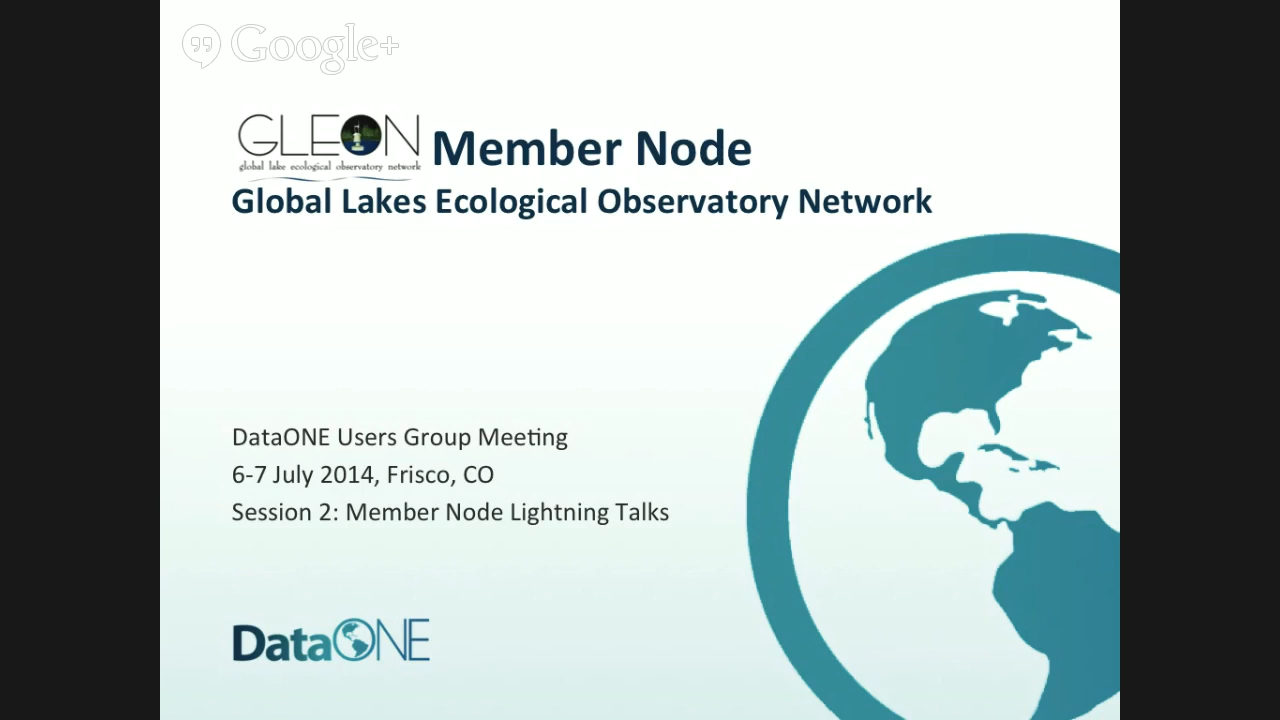 Google+
GLEON Member Node
global lake ecological observatory network
Global Lakes Ecological Observatory Network
DataONE Users Group Meeting
6-7 July 2014, Frisco, CO
Session 2: Member Node Lightning Talks
DataONE